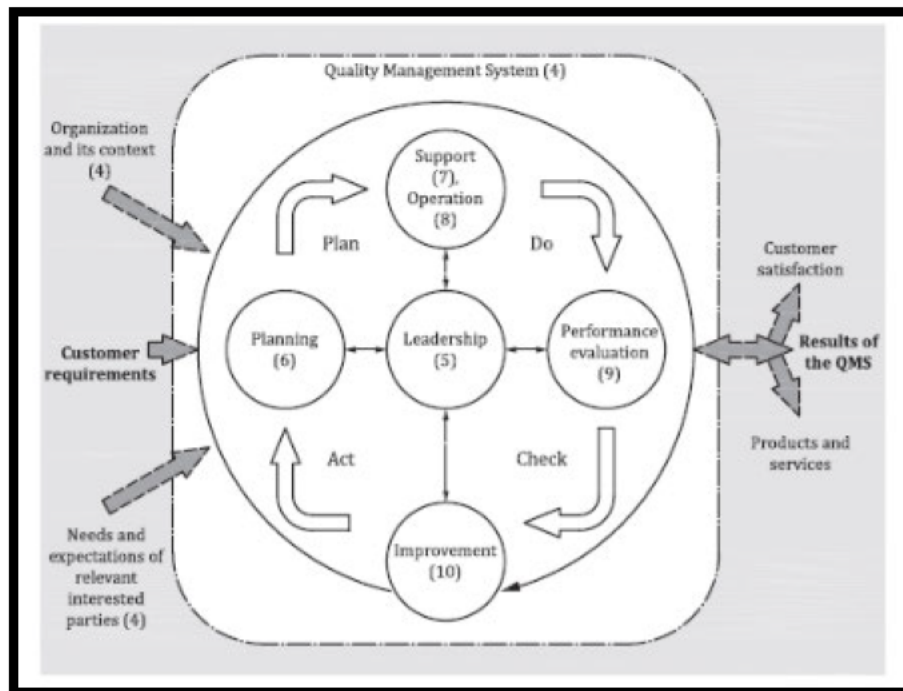 Quality Management System (4)
Organization
and its context
(4)
Support
(7),
Operation
(8)
Plan
Do
Customer
satisfaction
Customer
requirements
Planning
(6)
Leadership
(5)
Performance
evaluation
(9)
Results of
the QMS
Act
Check
Products and
services
Needs and
expectations of
relevant
interested
parties (4)
Improvement
(10)